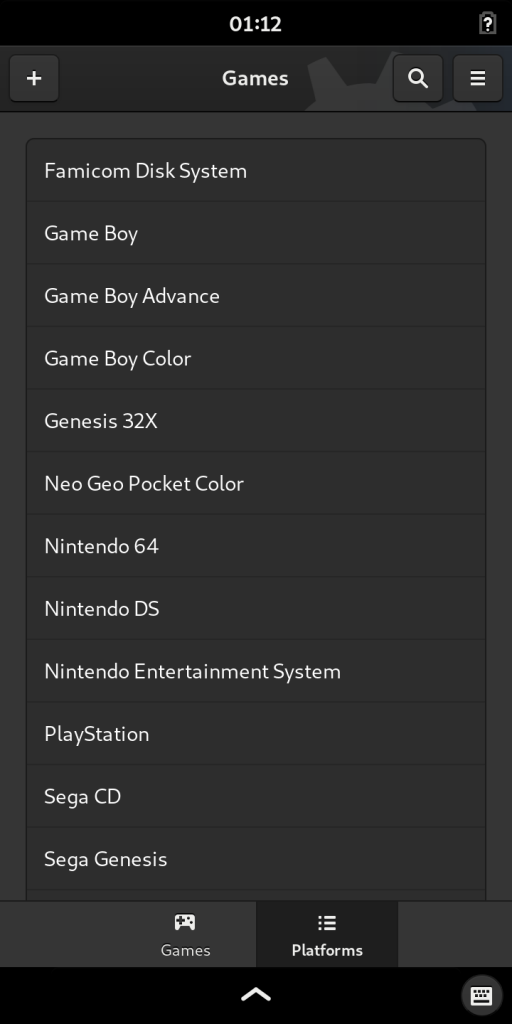 01:12
Games
Famicom Disk System
Game Boy
Game Boy Advance
Game Boy Color
Genesis 32X
Neo Geo Pocket Color
Nintendo 64
Nintendo DS
Nintendo Entertainment System
PlayStation
Sega CD
Sega Genesis
Games
Platforms